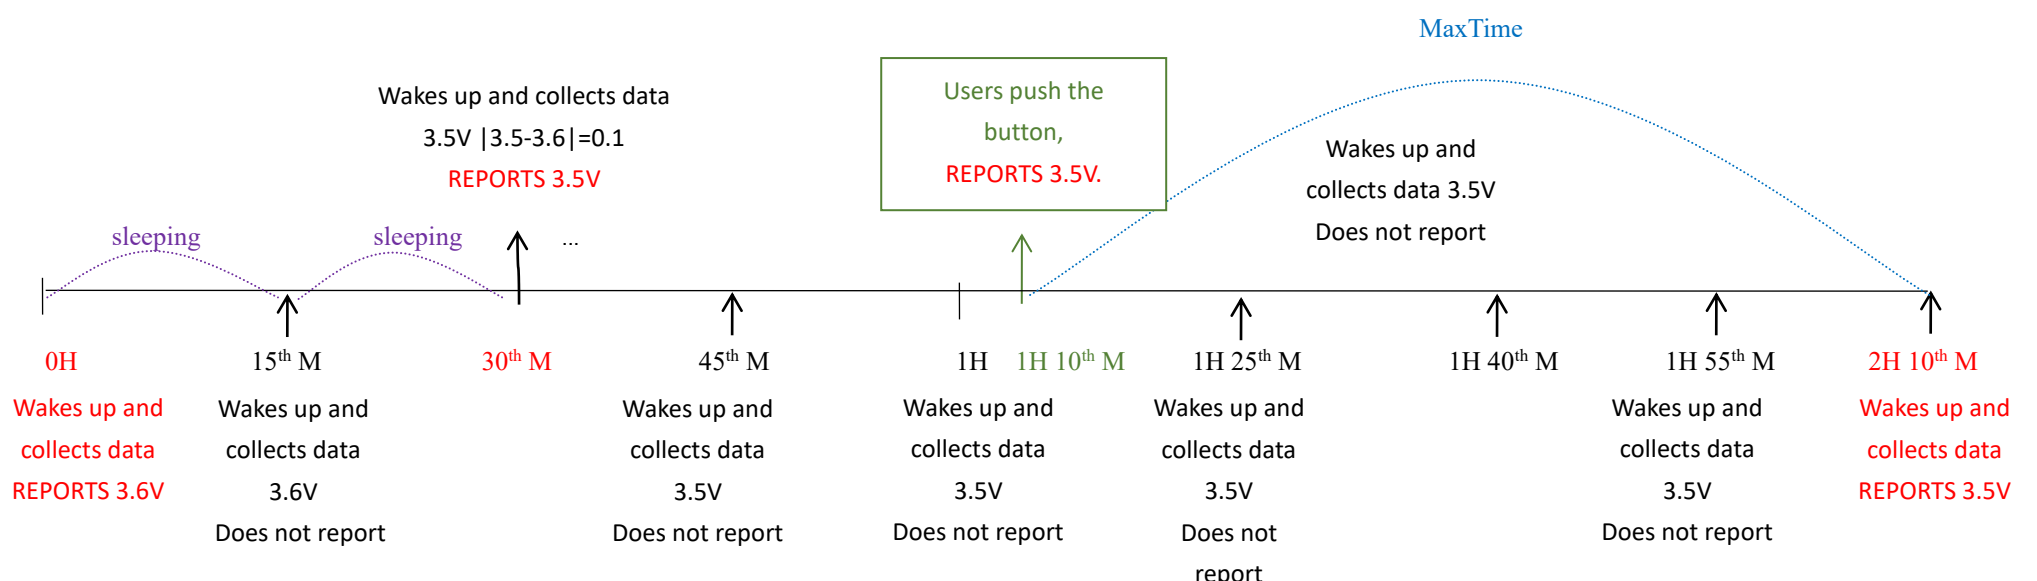 MaxTime
Wakes up and collects data
3.5V |3.5-3.6|=0.1
REPORTS 3.5V
Users push the
button,
REPORTS 3.5V.
Wakes up and
collects data 3.5V
Does not report
sleeping
sleeping
...
0H
15th M
30th M
45th M
1H
1H 10th M
1H 25th M
1H 40th M
1H 55th M
2H 10th M
Wakes up and
collects data
REPORTS 3.6V
Wakes up and
collects data
3.6V
Does not report
Wakes up and
collects data
3.5V
Does not report
Wakes up and
collects data
3.5V
Does not report
Wakes up and
collects data
3.5V
Does not
report
Wakes up and
collects data
3.5V
Does not report
Wakes up and
collects data
REPORTS 3.5V